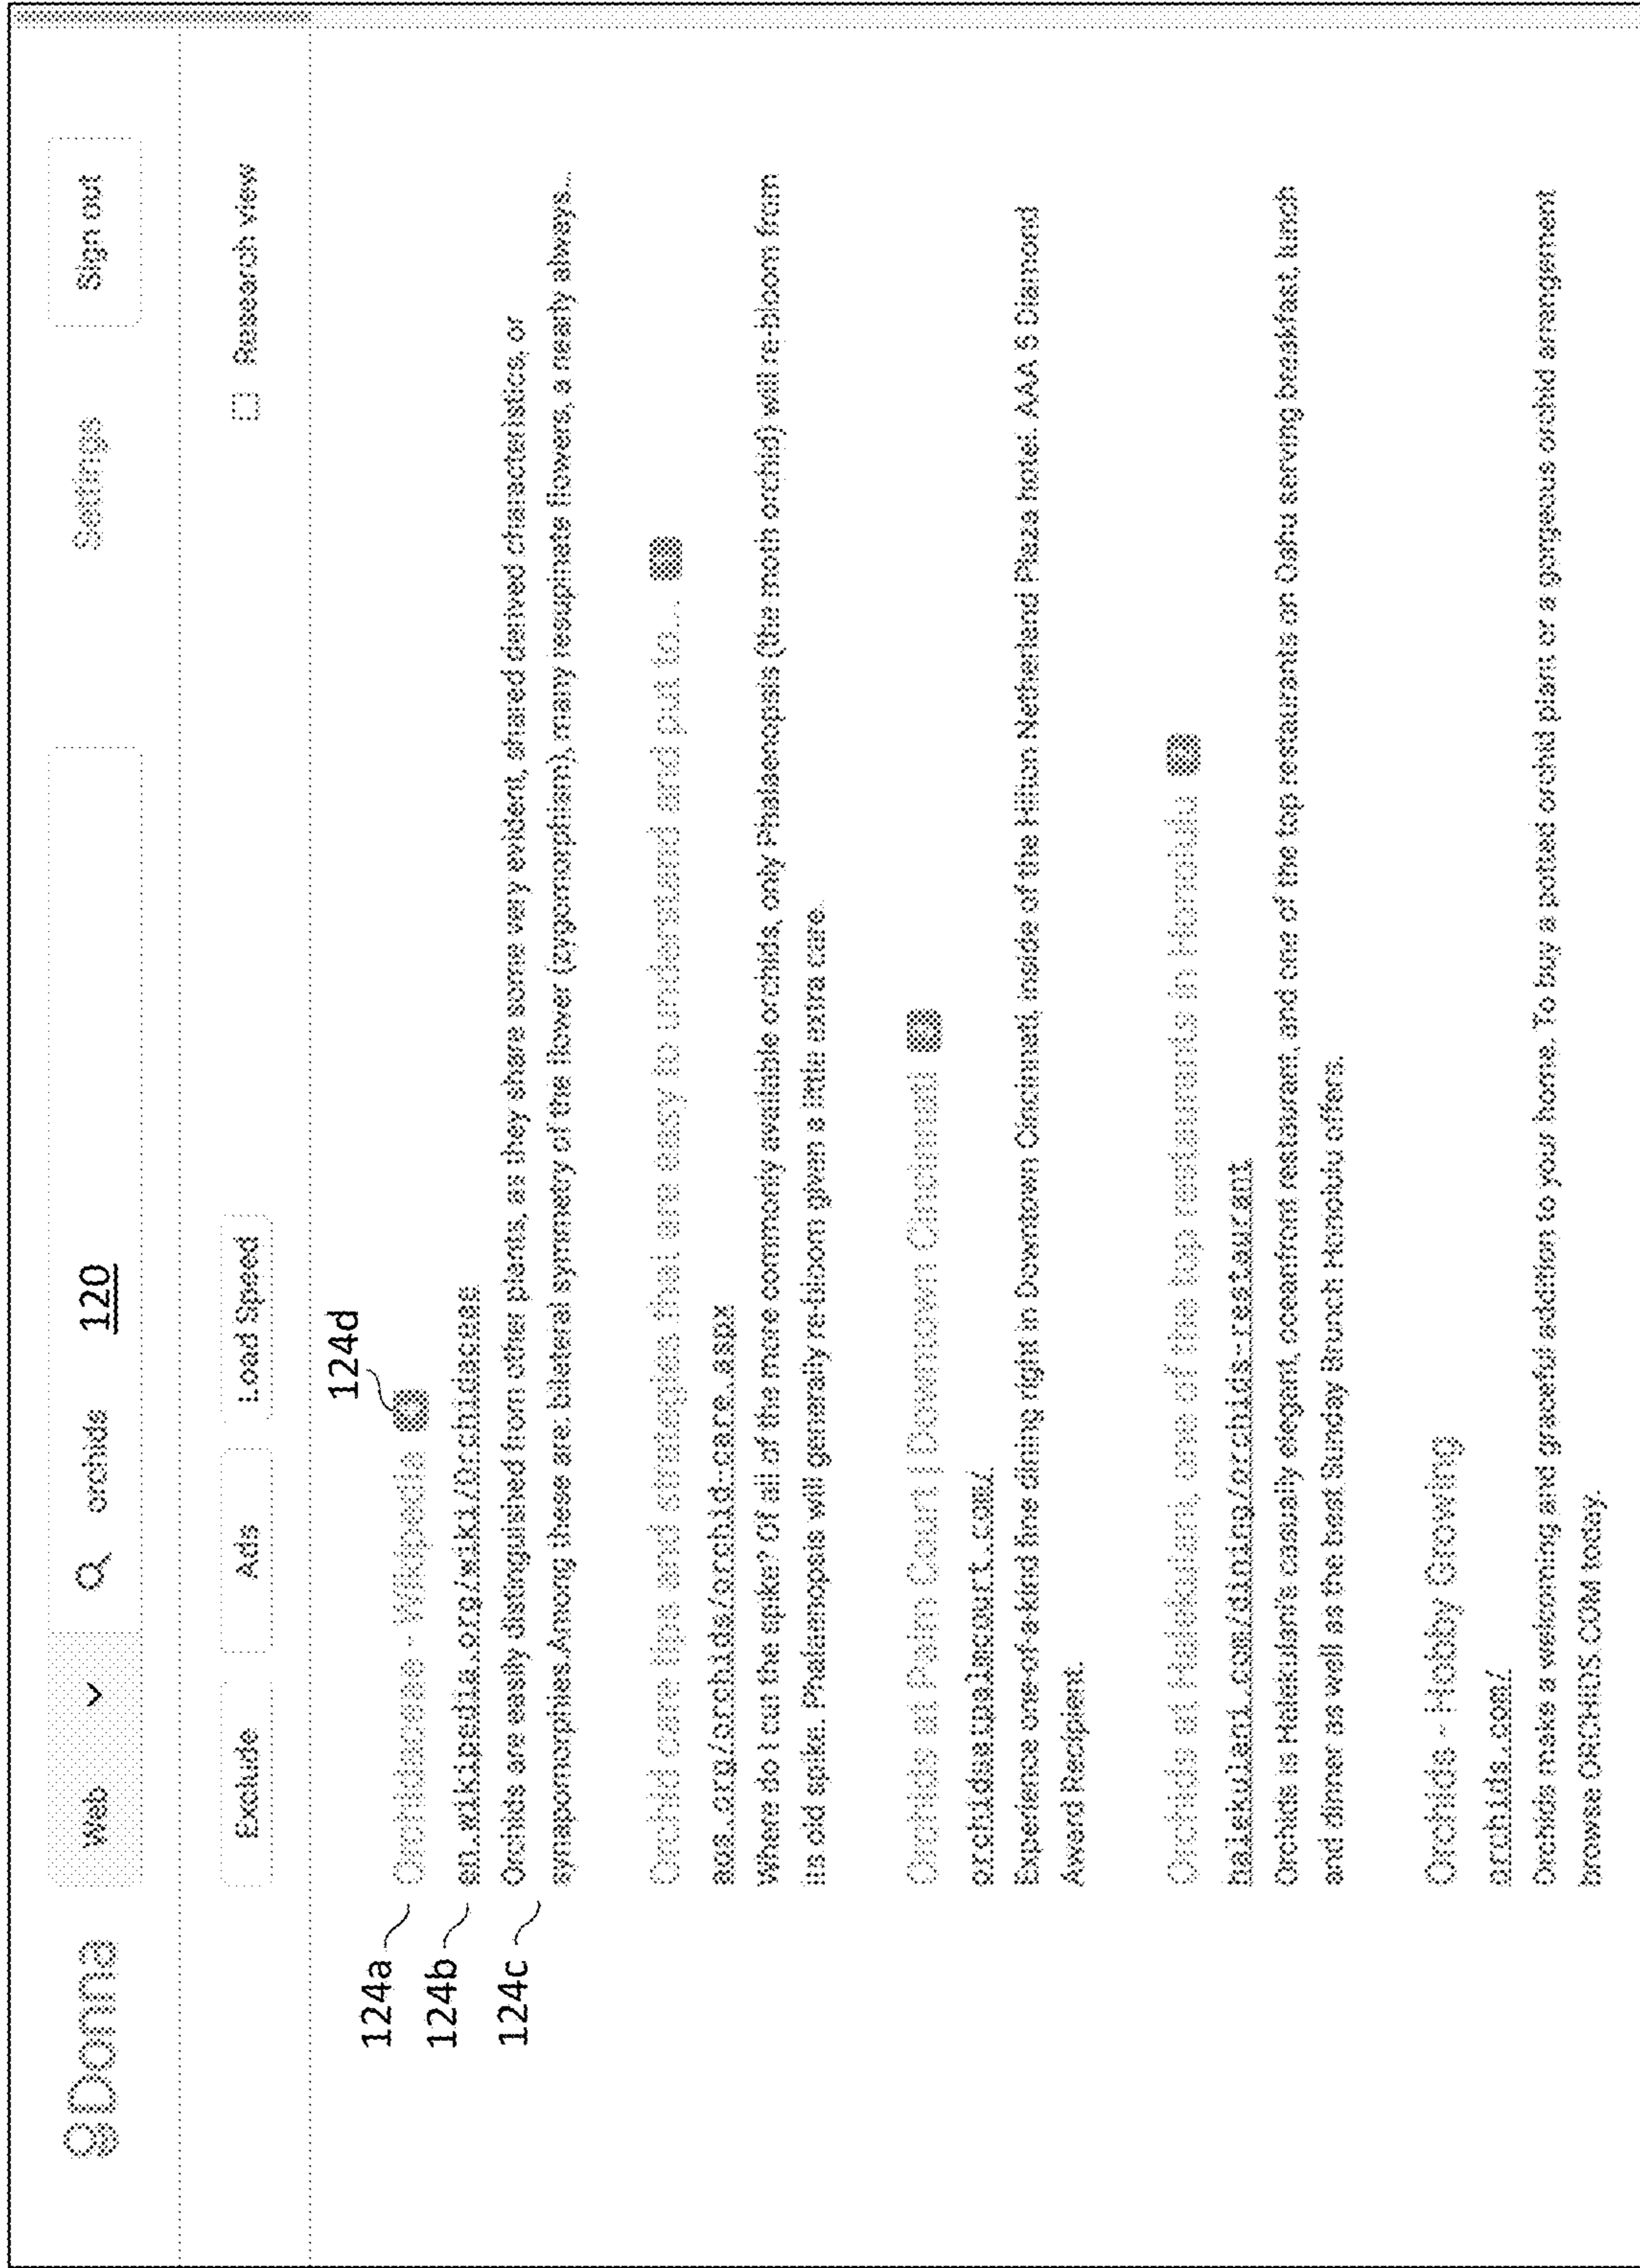 gDonna
Web
orchids
120
Settings
Sign out
Exclude
Ads
Load Speed
Research view
124d
124a
Orchidaceae - Wikipedia
124b
en.wikipedia.org/wiki/Orchidaceae
124c
Orchids are easily distinguished from other plants, as they share some very evident, shared derived characteristics, or
synapomorphies. Among these are: bilateral symmetry of the flower (zygomorphism), many resupinate flowers, a nearly always...
Orchid care tips and strategies that are easy to understand and put to...
aos.org/orchids/orchid-care.aspx
Where do I cut the spike? Of all of the more commonly available orchids, only Phalaenopsis (the moth orchid) will re-bloom from
its old spike. Phalaenopsis will generally re-bloom given a little extra care.
Orchids at Palm Court | Downtown Cincinnati
orchidsatpalmcourt.com/
Experience one-of-a-kind fine dining right in Downtown Cincinnati, inside of the Hilton Netherland Plaza hotel. AAA 5 Diamond
Award Recipient.
Orchids at Halekulani, one of the top restaurants in Honolulu
halekulani.com/dining/orchids-restaurant
Orchids is Halekulani's casually elegant, oceanfront restaurant, and one of the top restaurants on Oahu serving breakfast, lunch
and dinner as well as the best Sunday Brunch Honolulu offers.
Orchids - Hobby Growing
orchids.com/
Orchids make a welcoming and graceful addition to your home. To buy a potted orchid plant or a gorgeous orchid arrangement
browse ORCHIDS.COM today.